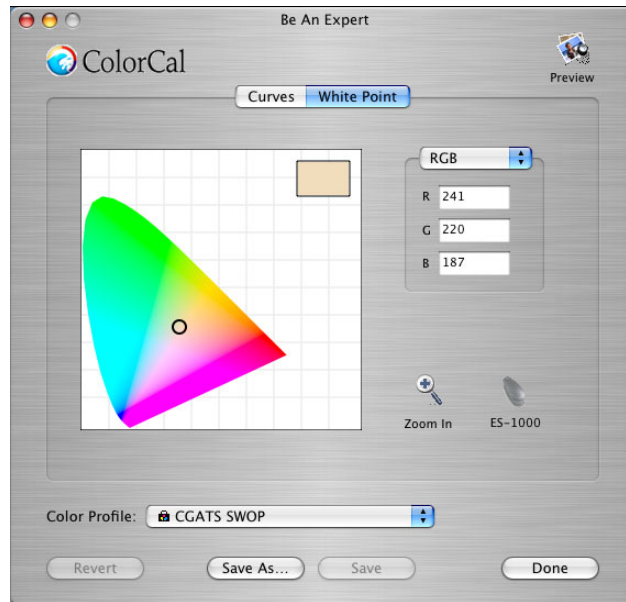 Be An Expert
ColorCal
Preview
Curves White Point
RGB
R 241
G 220
B 187
Zoom In ES-1000
Color Profile: CGATS SWOP
Revert Save As... Save Done